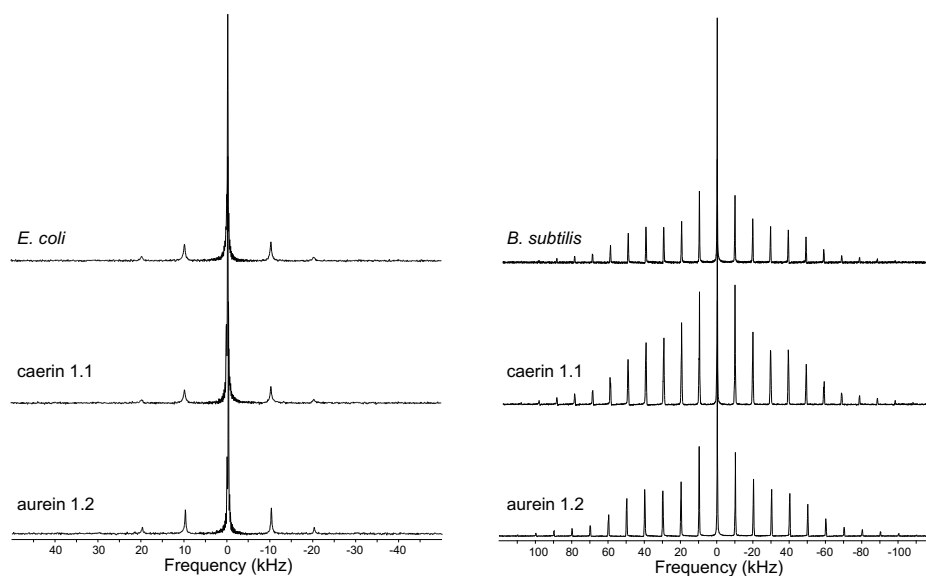 E. coli
caerin 1.1
aurein 1.2
40 30 20 10 0 -10 -20 -30 -40
Frequency (kHz)
B. subtilis
caerin 1.1
aurein 1.2
100 80 60 40 20 0 -20 -40 -60 -80 -100
Frequency (kHz)